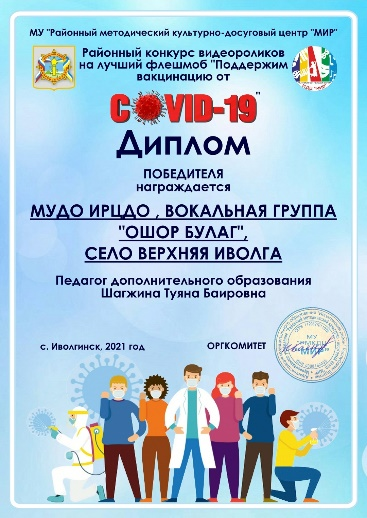 МУ "Районный методический культурно-досуговый центр "МИР"
Районный конкурс видеороликов
на лучший флешмоб "Поддержим
вакцинацию от
COVID-19"
Диплом
ПОБЕДИТЕЛЯ
награждается
МУДО ИРЦДО , ВОКАЛЬНАЯ ГРУППА
"ОШОР БУЛАГ",
СЕЛО ВЕРХНЯЯ ИВОЛГА
Педагог дополнительного образования
Шагжина Туяна Баировна
с. Иволгинск, 2021 год
ОРГКОМИТЕТ
МУ
"МИР"